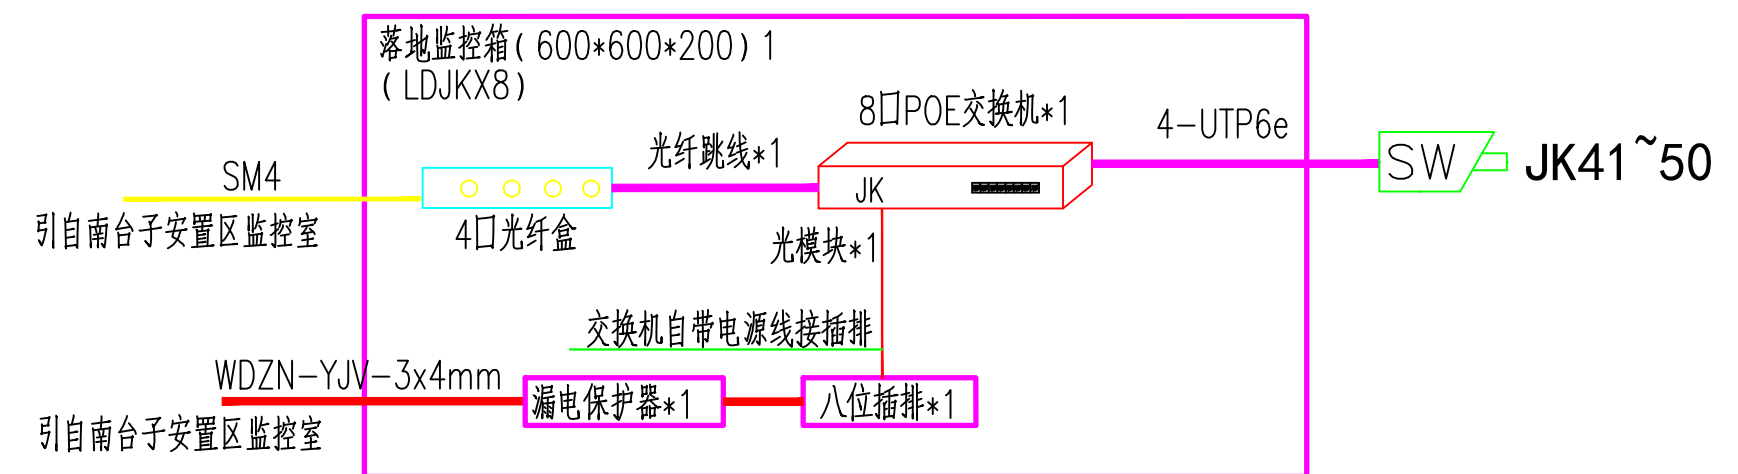 落地监控箱(600*600*200)1
(LDJKX8)
8口POE交换机*1
4-UTP6e
光纤跳线*1
SM4
JK
SW
JK41~50
引自南台子安置区监控室
4口光纤盒
光模块*1
交换机自带电源线接插排
WDZN-YJV-3x4mm
漏电保护器*1
八位插排*1
引自南台子安置区监控室